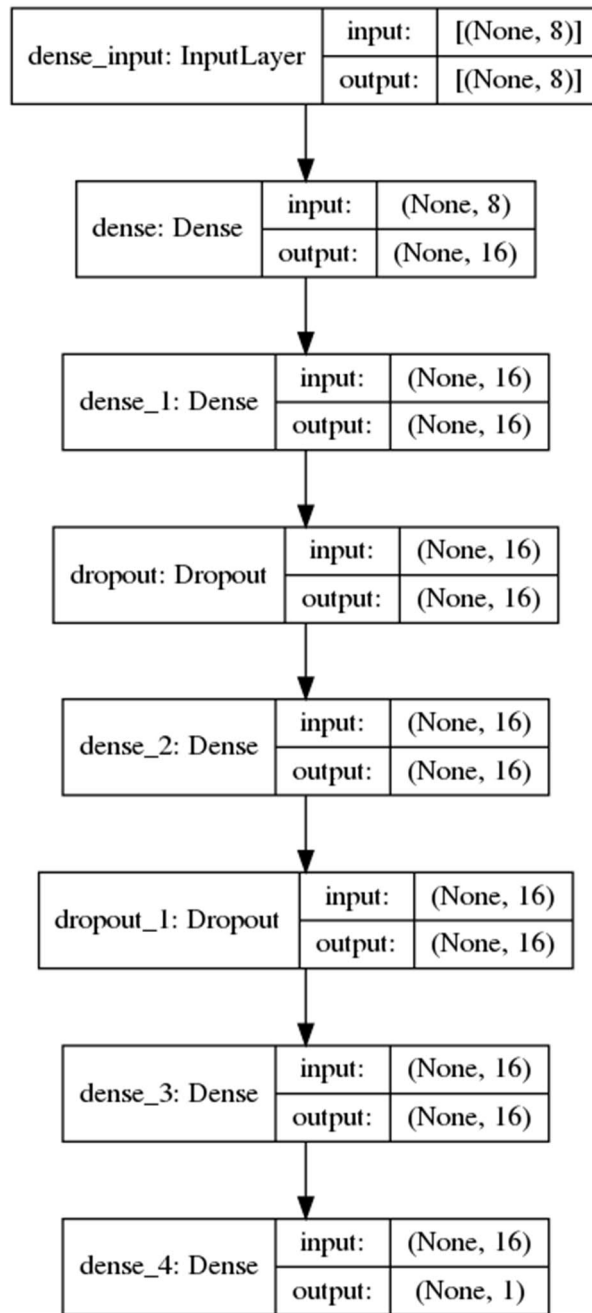 dense_input: InputLayer
input: [(None, 8)]
output: [(None, 8)]
dense: Dense
input: (None, 8)
output: (None, 16)
dense_1: Dense
input: (None, 16)
output: (None, 16)
dropout: Dropout
input: (None, 16)
output: (None, 16)
dense_2: Dense
input: (None, 16)
output: (None, 16)
dropout_1: Dropout
input: (None, 16)
output: (None, 16)
dense_3: Dense
input: (None, 16)
output: (None, 16)
dense_4: Dense
input: (None, 16)
output: (None, 1)